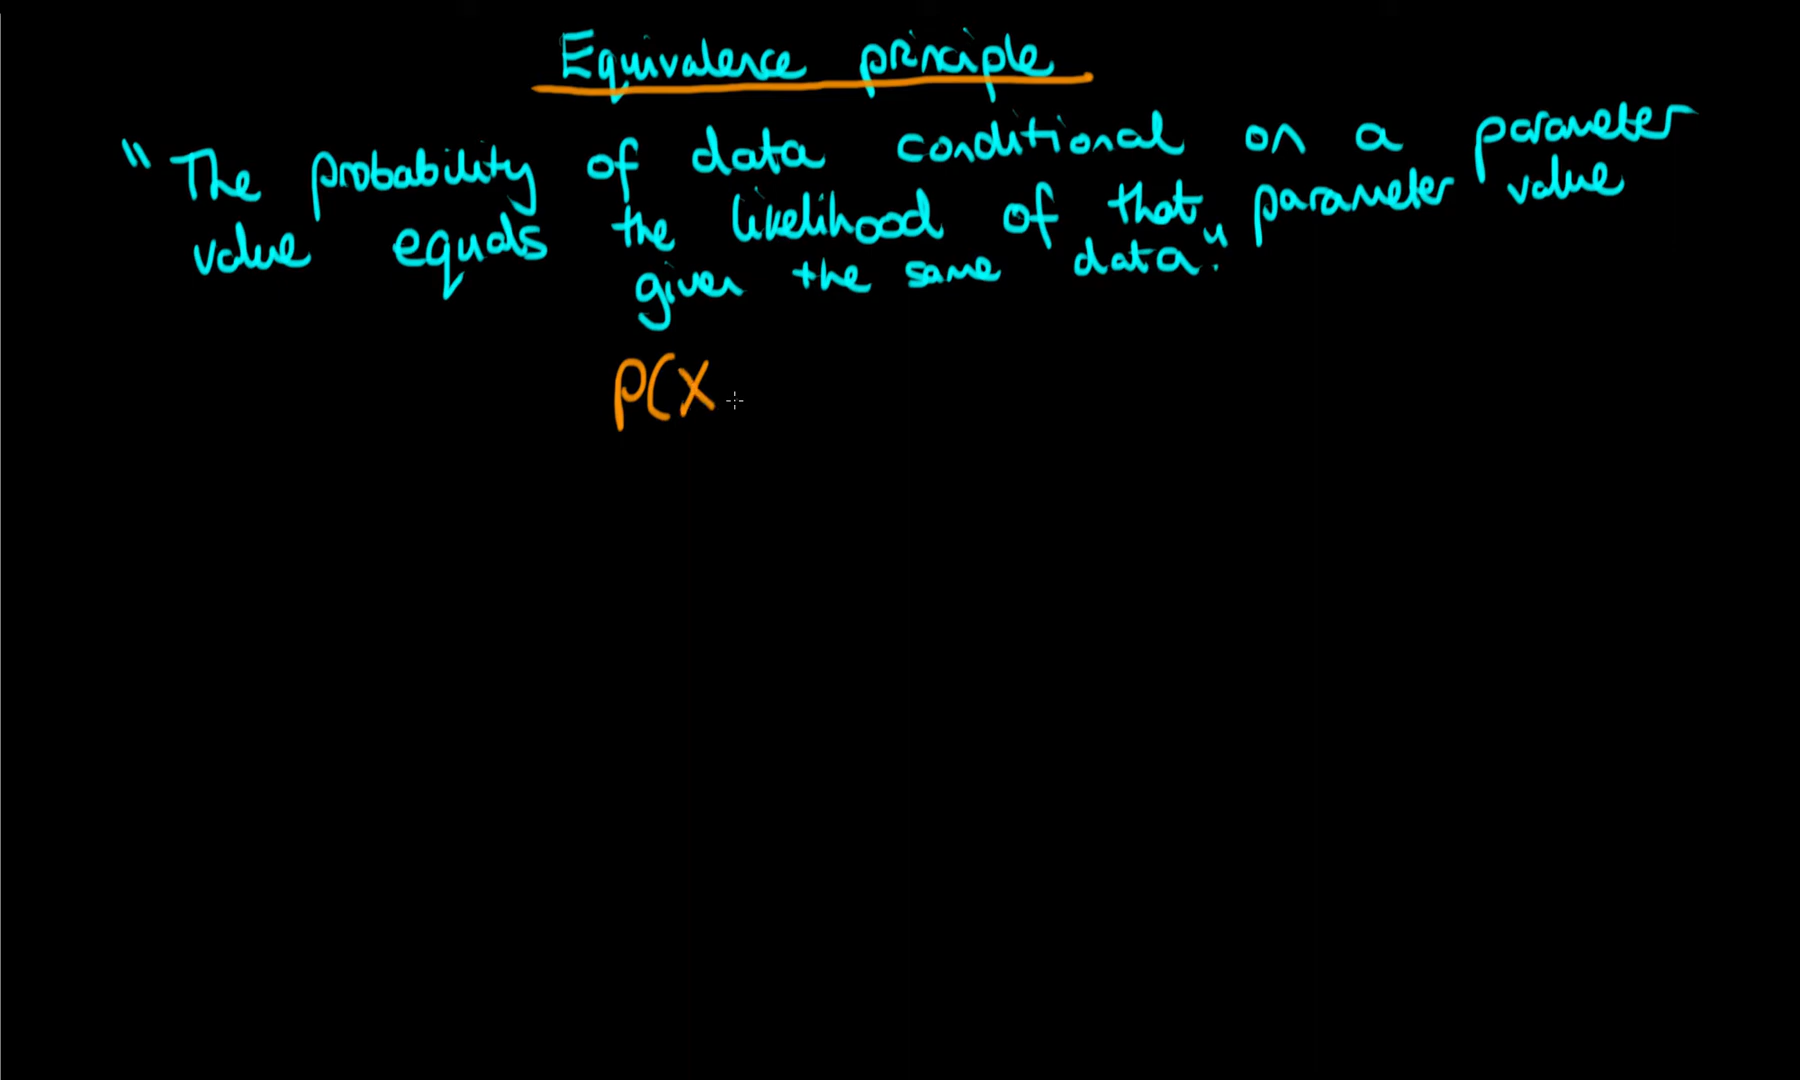 Equivalence principle
"The probability of data conditional on a parameter
value equals the likelihood of that parameter value
given the same data."
P(X